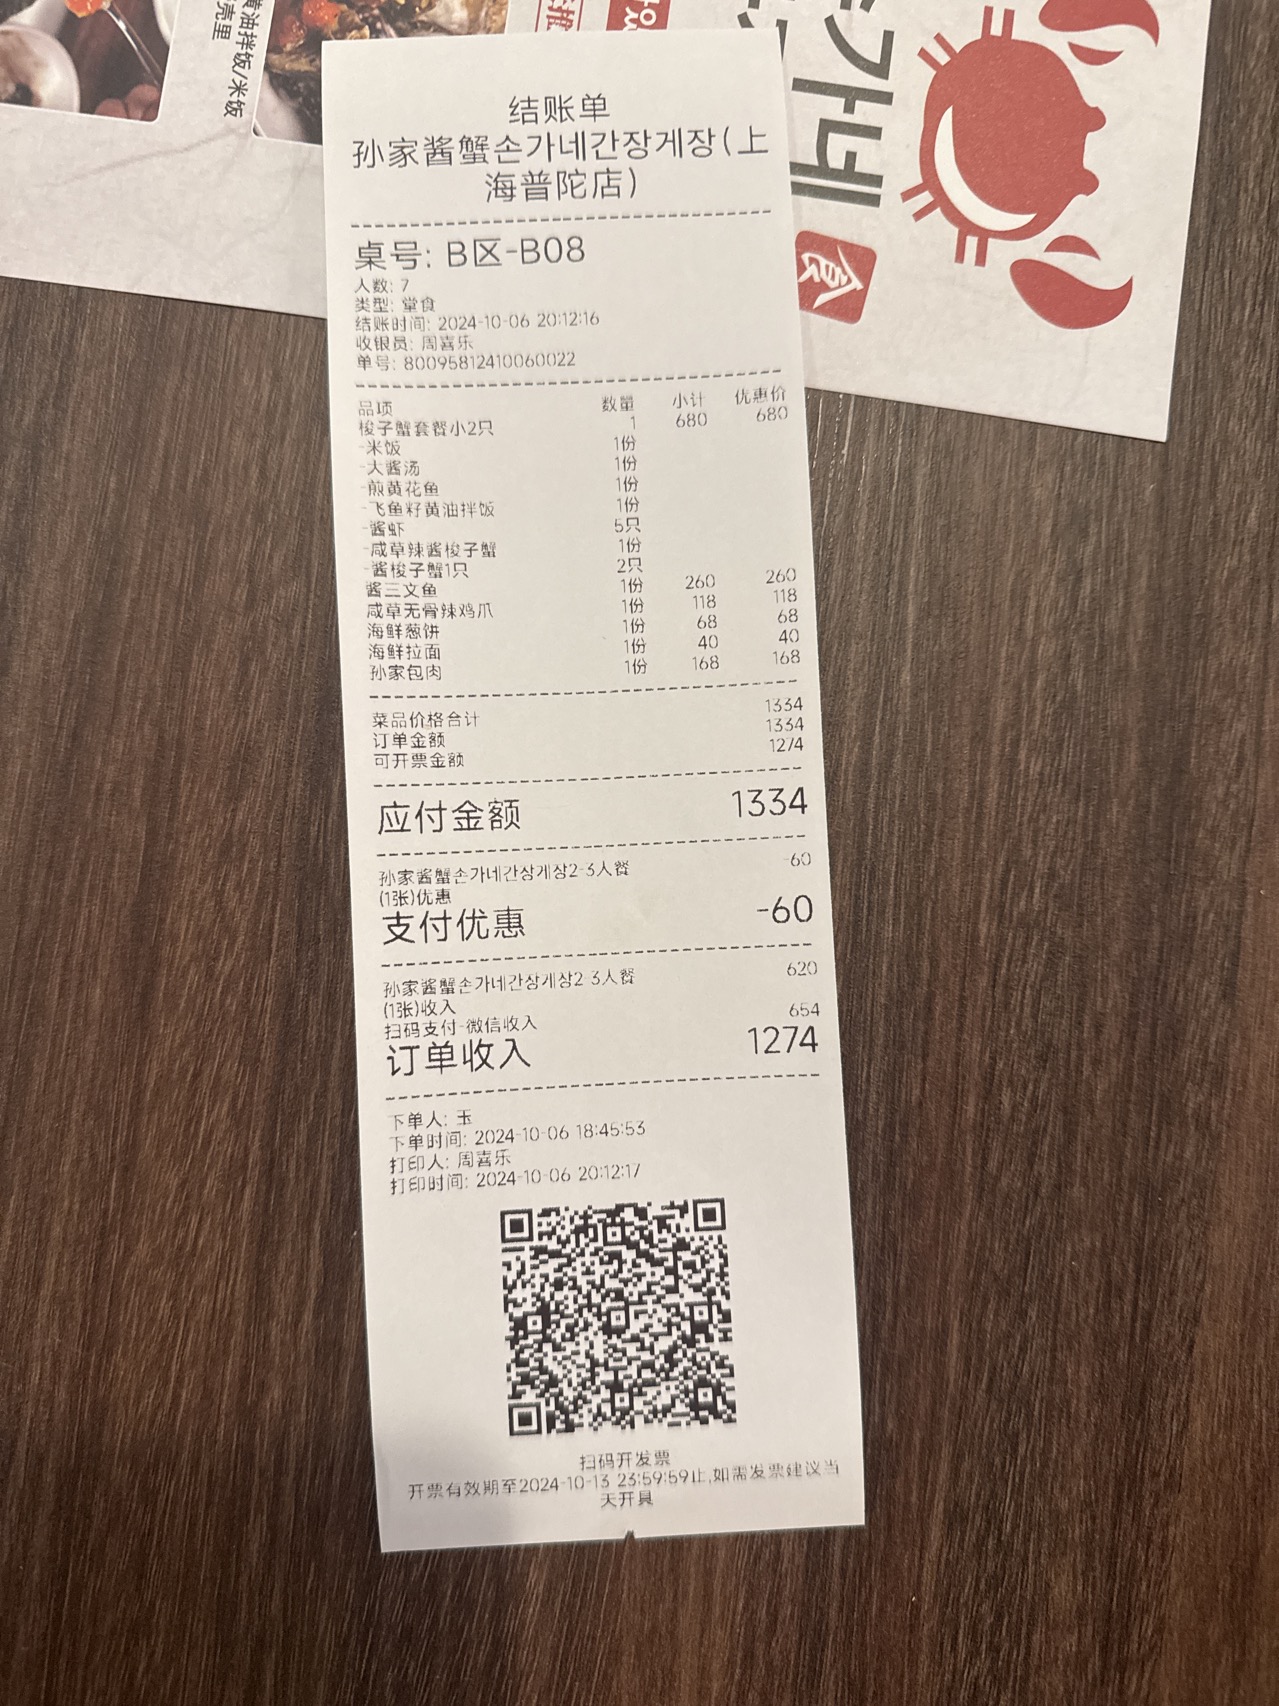 黄油拌饭/米饭
壳里
가네
食
结账单
孙家酱蟹손가네간장게장(上
海普陀店)
桌号: B区-B08
人数: 7
类型: 堂食
结账时间: 2024-10-06 20:12:16
收银员: 周喜乐
单号: 80095812410060022
品项 数量 小计 优惠价
梭子蟹套餐小2只 1 680 680
-米饭 1份
-大酱汤 1份
-煎黄花鱼 1份
-飞鱼籽黄油拌饭 1份
-酱虾 5只
-咸草辣酱梭子蟹 1份
-酱梭子蟹1只 2只
酱三文鱼 1份 260 260
咸草无骨辣鸡爪 1份 118 118
海鲜葱饼 1份 68 68
海鲜拉面 1份 40 40
孙家包肉 1份 168 168
菜品价格合计 1334
订单金额 1334
可开票金额 1274
应付金额 1334
孙家酱蟹손가네간장게장2-3人餐 -60
(1张)优惠
支付优惠 -60
孙家酱蟹손가네간장게장2-3人餐 620
(1张)收入
扫码支付-微信收入 654
订单收入 1274
下单人: 玉
下单时间: 2024-10-06 18:45:53
打印人: 周喜乐
打印时间: 2024-10-06 20:12:17
扫码开发票
开票有效期至2024-10-13 23:59:59止,如需发票建议当
天开具